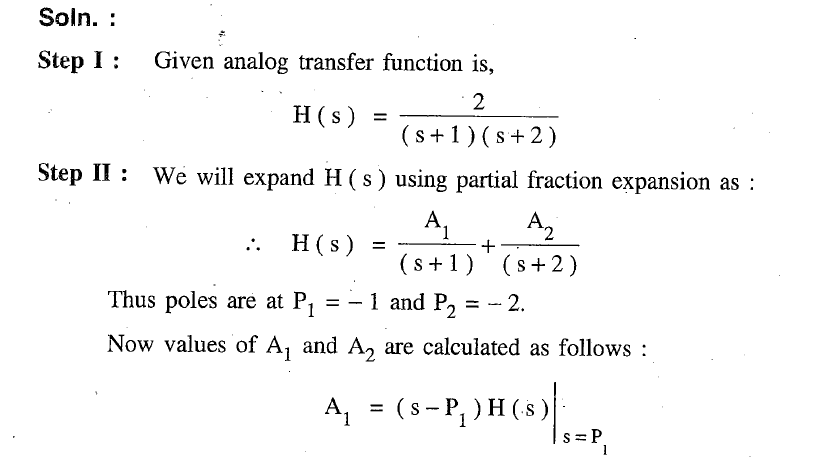 Soln. :
Step I : Given analog transfer function is,
H ( s ) = 2 / ( s + 1 ) ( s + 2 )
Step II : We will expand H ( s ) using partial fraction expansion as :
∴ H ( s ) = A₁ / ( s + 1 ) + A₂ / ( s + 2 )
Thus poles are at P₁ = − 1 and P₂ = − 2.
Now values of A₁ and A₂ are calculated as follows :
A₁ = ( s − P₁ ) H ( s ) |ₛ ₌ P₁